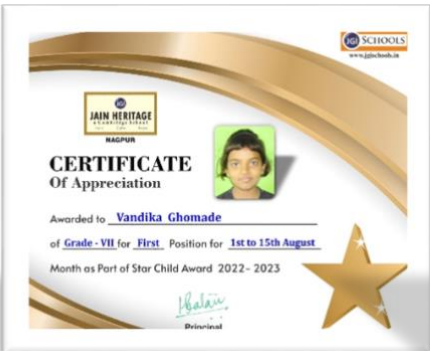 JGI SCHOOLS
www.jgischools.in
JGI
JAIN HERITAGE
a Cambridge School
NAGPUR
CERTIFICATE
Of Appreciation
Awarded to Vandika Ghomade
of Grade - VII for First Position for 1st to 15th August
Month as Part of Star Child Award 2022- 2023
Principal